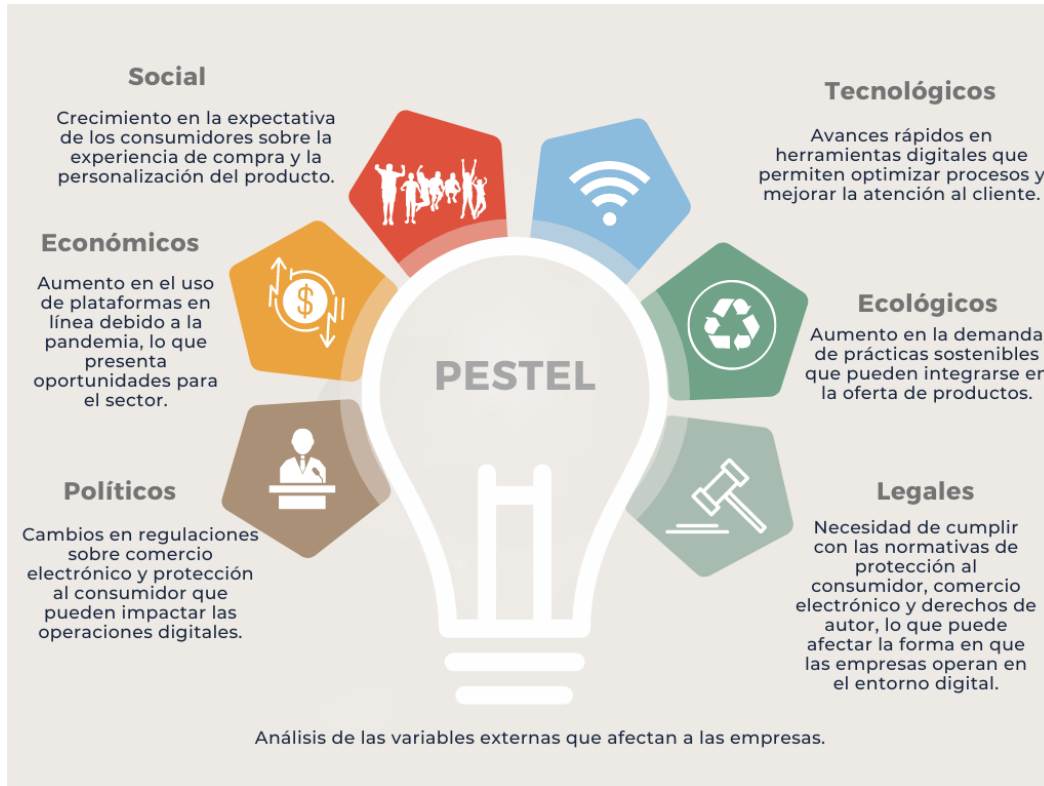 Social
Crecimiento en la expectativa
de los consumidores sobre la
experiencia de compra y la
personalización del producto.
Económicos
Aumento en el uso
de plataformas en
línea debido a la
pandemia, lo que
presenta
oportunidades para
el sector.
Políticos
Cambios en regulaciones
sobre comercio
electrónico y protección
al consumidor que
pueden impactar las
operaciones digitales.
$
PESTEL
Tecnológicos
Avances rápidos en
herramientas digitales que
permiten optimizar procesos y
mejorar la atención al cliente.
Ecológicos
Aumento en la demanda
de prácticas sostenibles
que pueden integrarse en
la oferta de productos.
Legales
Necesidad de cumplir
con las normativas de
protección al
consumidor, comercio
electrónico y derechos de
autor, lo que puede
afectar la forma en que
las empresas operan en
el entorno digital.
Análisis de las variables externas que afectan a las empresas.